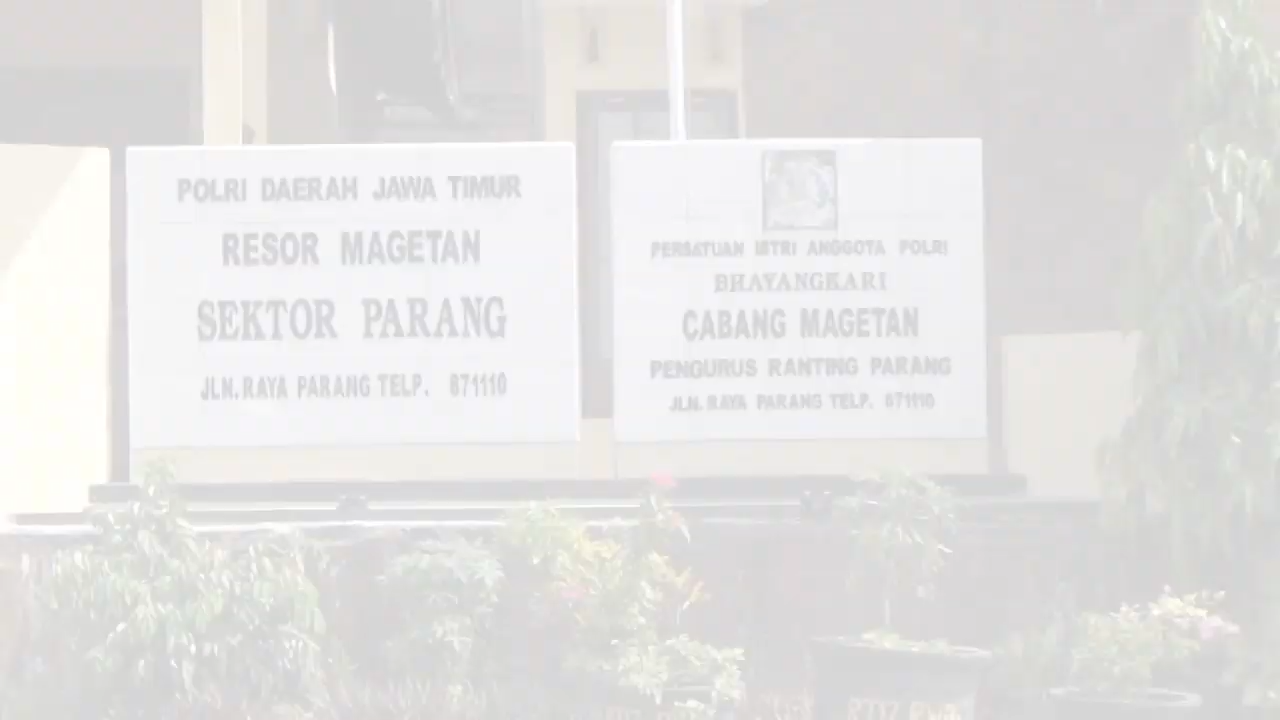 POLRI DAERAH JAWA TIMUR
RESOR MAGETAN
SEKTOR PARANG
JLN. RAYA PARANG TELP. 871110
PERSATUAN ISTRI ANGGOTA POLRI
BHAYANGKARI
CABANG MAGETAN
PENGURUS RANTING PARANG
JLN. RAYA PARANG TELP. 871110